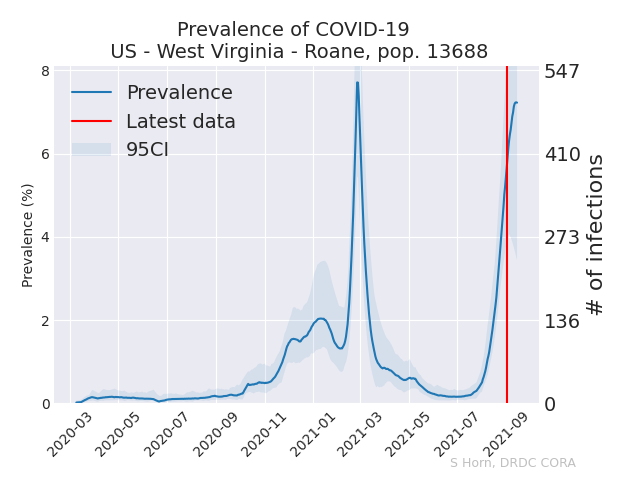 Prevalence of COVID-19
US - West Virginia - Roane, pop. 13688
Prevalence
Latest data
95CI
Prevalence (%)
8
6
4
2
0
547
410
273
136
0
# of infections
2020-03
2020-05
2020-07
2020-09
2020-11
2021-01
2021-03
2021-05
2021-07
2021-09
S Horn, DRDC CORA